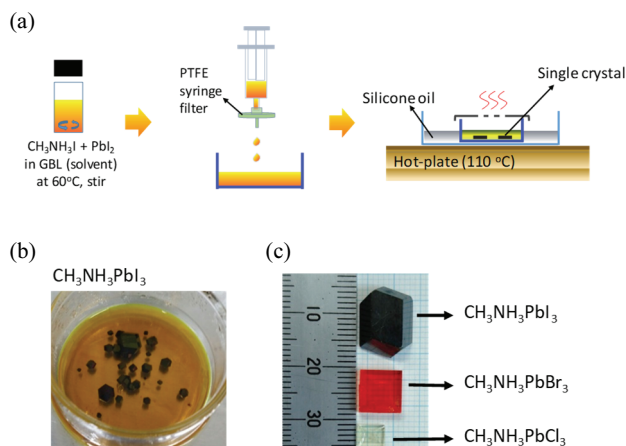 (a)
PTFE
syringe
filter
CH₃NH₃I + PbI₂
in GBL (solvent)
at 60°C, stir
Silicone oil
Single crystal
Hot-plate (110 °C)
(b)
CH₃NH₃PbI₃
(c)
10
20
30
CH₃NH₃PbI₃
CH₃NH₃PbBr₃
CH₃NH₃PbCl₃